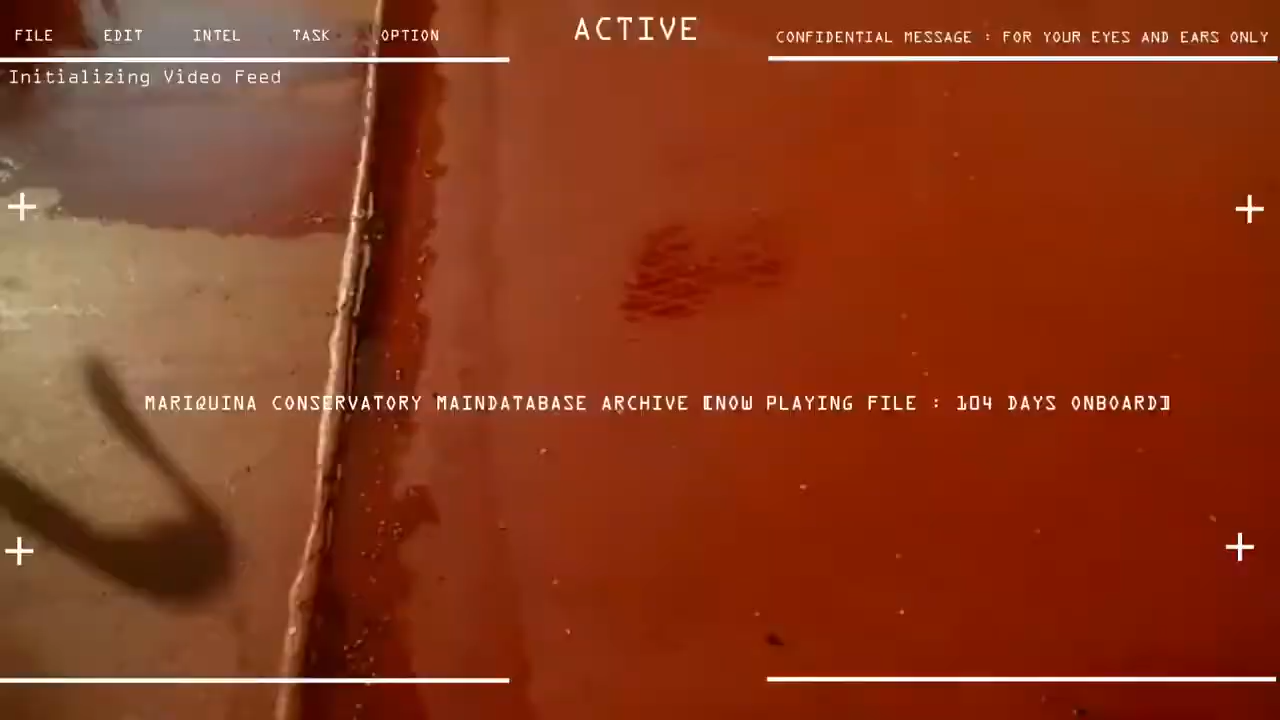 FILE EDIT INTEL TASK OPTION
ACTIVE
CONFIDENTIAL MESSAGE : FOR YOUR EYES AND EARS ONLY
Initializing Video Feed
MARIQUINA CONSERVATORY MAINDATABASE ARCHIVE [NOW PLAYING FILE : 104 DAYS ONBOARD]